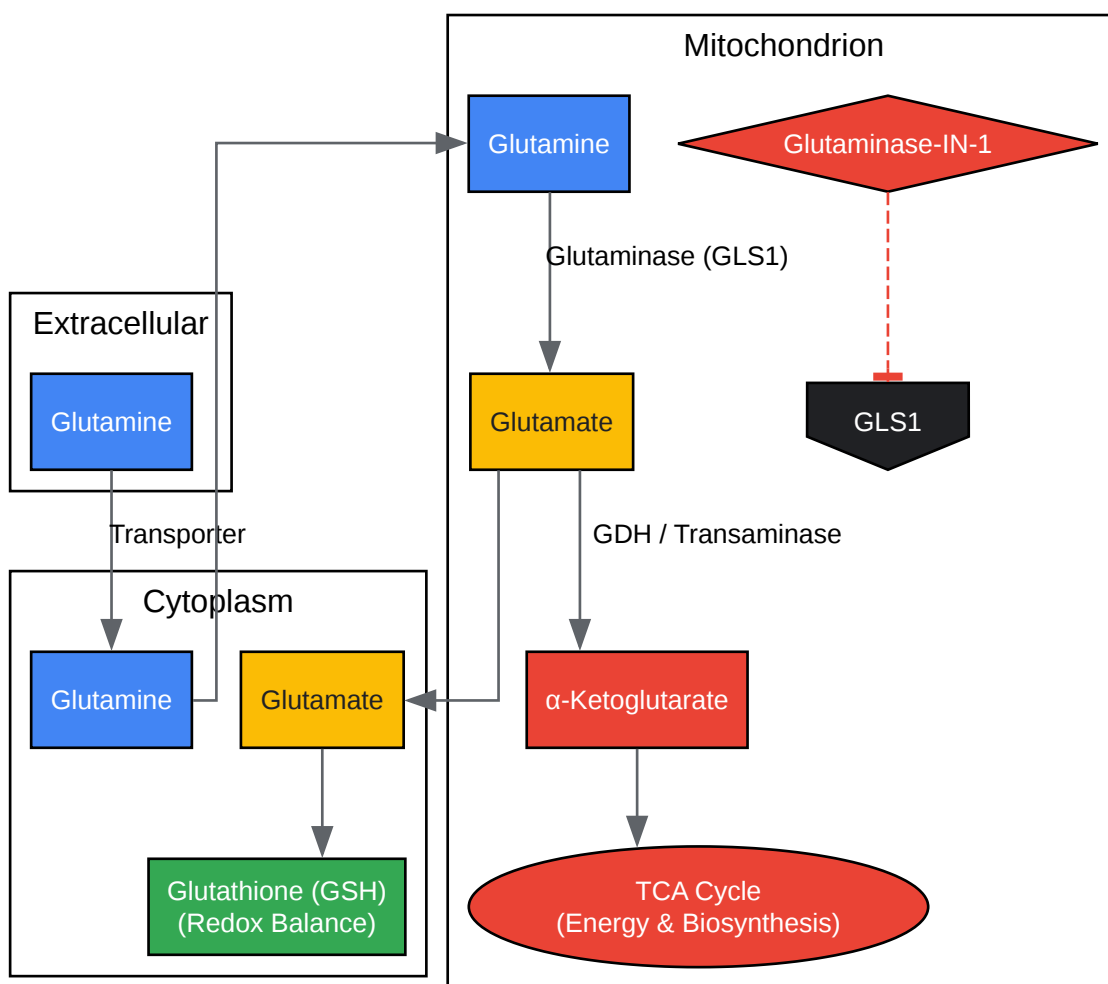 Mitochondrion
Glutamine
Glutaminase-IN-1
Glutaminase (GLS1)
Extracellular
Glutamine
Glutamate
GLS1
Transporter
GDH / Transaminase
Cytoplasm
Glutamine
Glutamate
α-Ketoglutarate
Glutathione (GSH)
(Redox Balance)
TCA Cycle
(Energy & Biosynthesis)